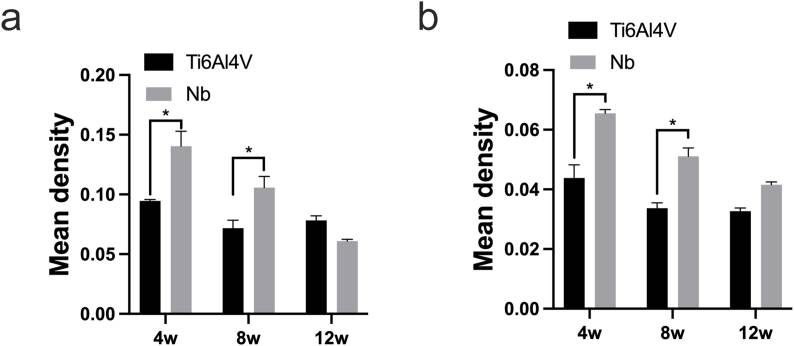 a
Ti6Al4V
Nb
Mean density
0.20
0.15
0.10
0.05
0.00
*
*
4w
8w
12w
b
Ti6Al4V
Nb
Mean density
0.08
0.06
0.04
0.02
0.00
*
*
4w
8w
12w